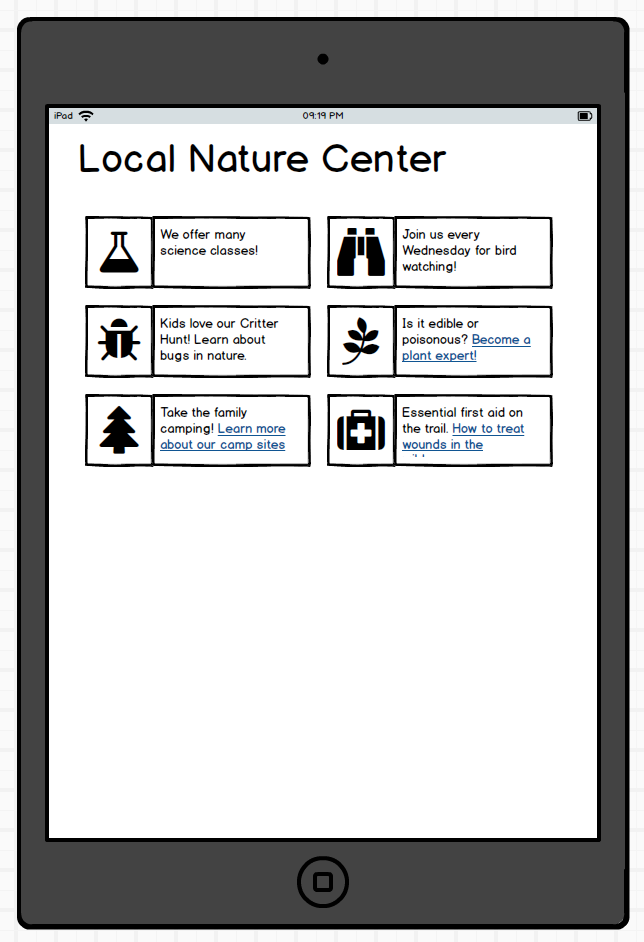 iPad
09:19 PM
Local Nature Center
We offer many
science classes!
Join us every
Wednesday for bird
watching!
Kids love our Critter
Hunt! Learn about
bugs in nature.
Is it edible or
poisonous? Become a
plant expert!
Take the family
camping! Learn more
about our camp sites
Essential first aid on
the trail. How to treat
wounds in the